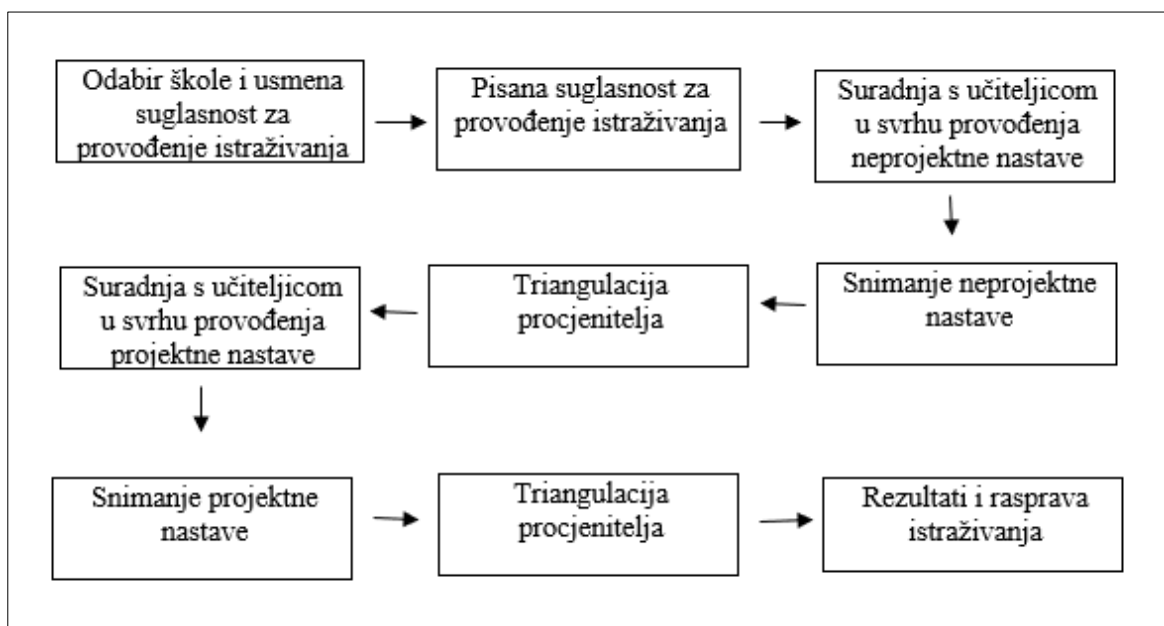 Odabir škole i usmena
suglasnost za
provođenje istraživanja
Pisana suglasnost za
provođenje istraživanja
Suradnja s učiteljicom
u svrhu provođenja
neprojektne nastave
Snimanje neprojektne
nastave
Triangulacija
procjenitelja
Suradnja s učiteljicom
u svrhu provođenja
projektne nastave
Snimanje projektne
nastave
Triangulacija
procjenitelja
Rezultati i rasprava
istraživanja